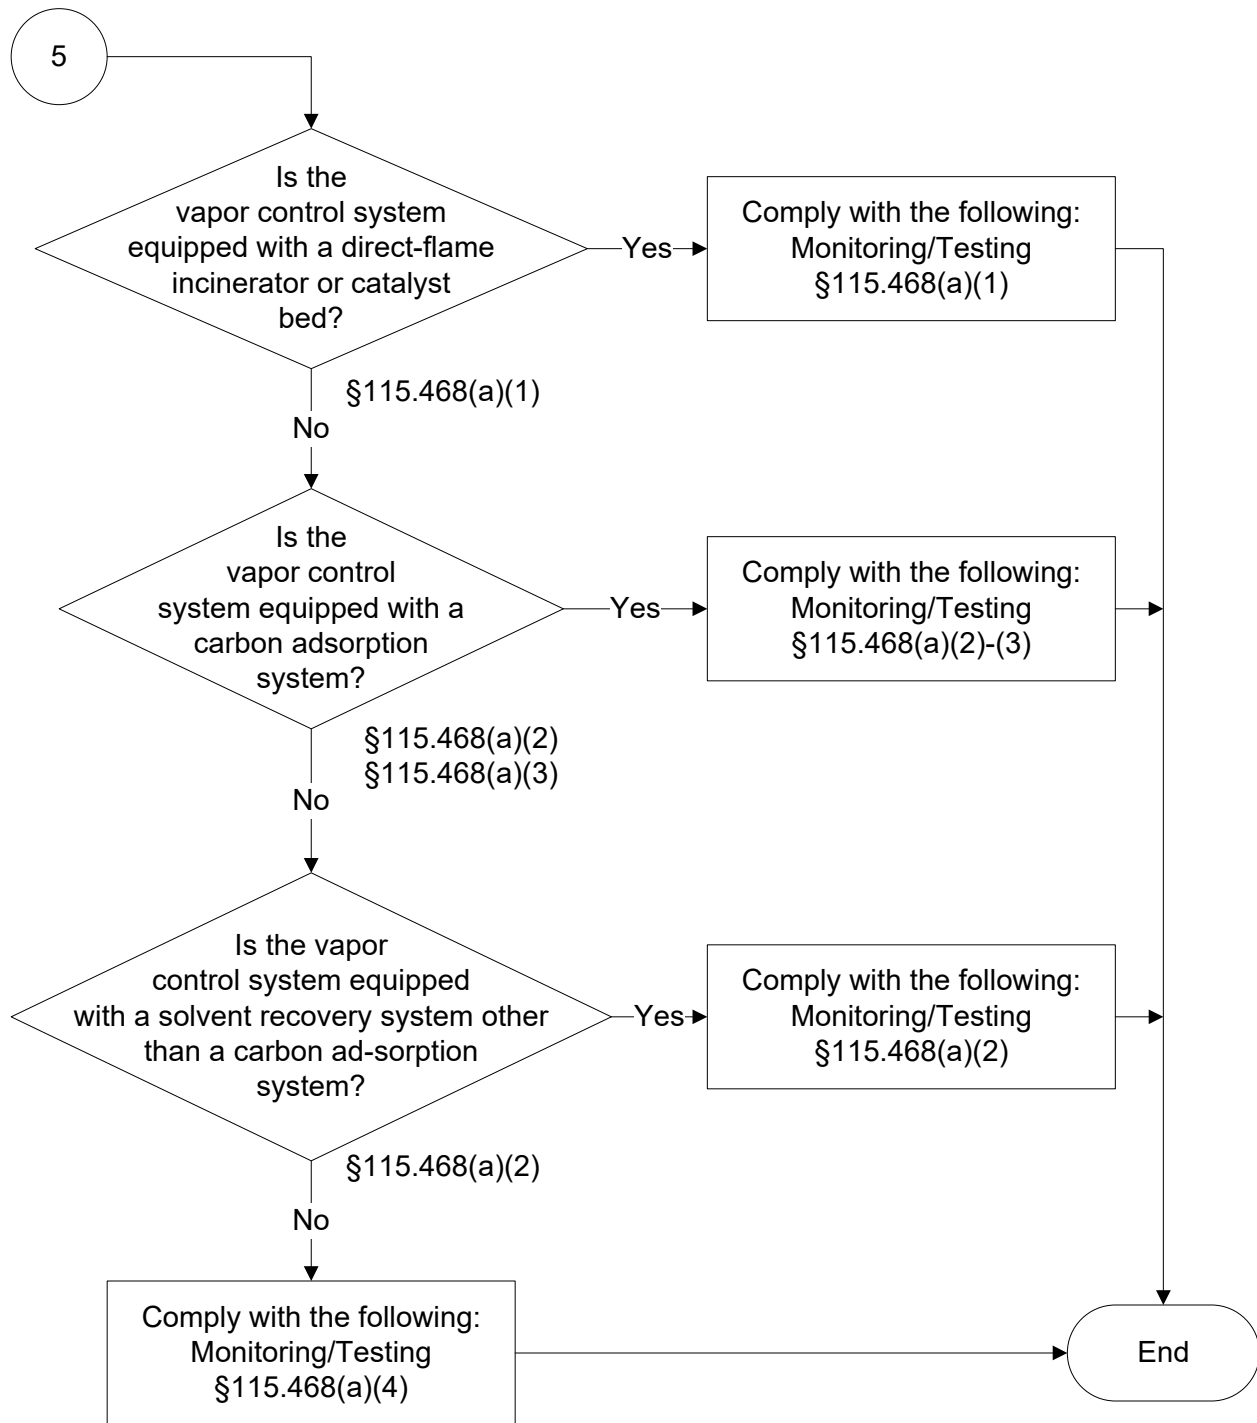 5
Is the
vapor control system
equipped with a direct-flame
incinerator or catalyst
bed?
Yes
Comply with the following:
Monitoring/Testing
§115.468(a)(1)
§115.468(a)(1)
No
Is the
vapor control
system equipped with a
carbon adsorption
system?
Yes
Comply with the following:
Monitoring/Testing
§115.468(a)(2)-(3)
§115.468(a)(2)
§115.468(a)(3)
No
Is the vapor
control system equipped
with a solvent recovery system other
than a carbon ad-sorption
system?
Yes
Comply with the following:
Monitoring/Testing
§115.468(a)(2)
§115.468(a)(2)
No
Comply with the following:
Monitoring/Testing
§115.468(a)(4)
End